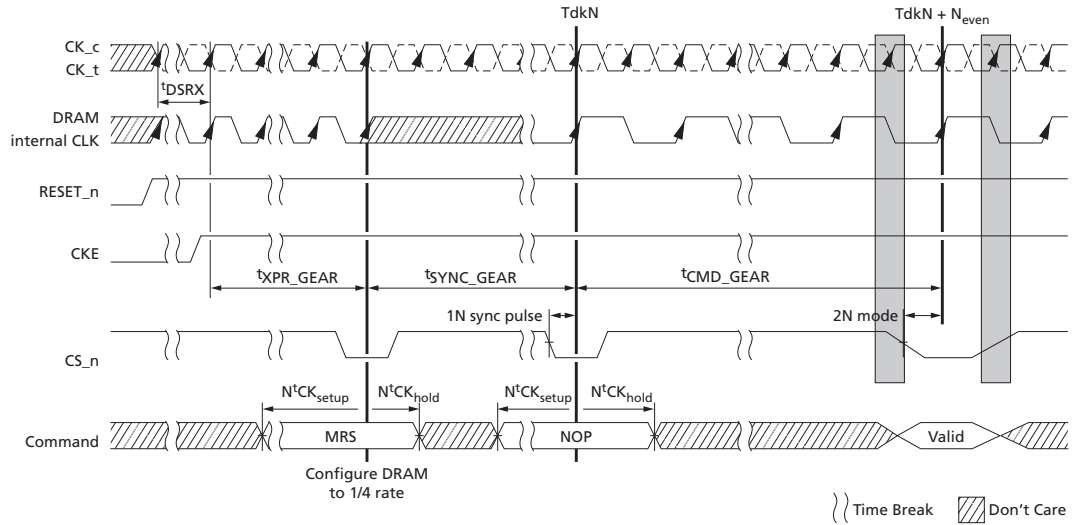 TdkN
TdkN + Neven
CK_c
CK_t
tDSRX
DRAM
internal CLK
RESET_n
CKE
tXPR_GEAR
tSYNC_GEAR
tCMD_GEAR
1N sync pulse
2N mode
CS_n
NtCKsetup
NtCKhold
NtCKsetup
NtCKhold
Command
MRS
NOP
Valid
Configure DRAM
to 1/4 rate
Time Break
Don't Care